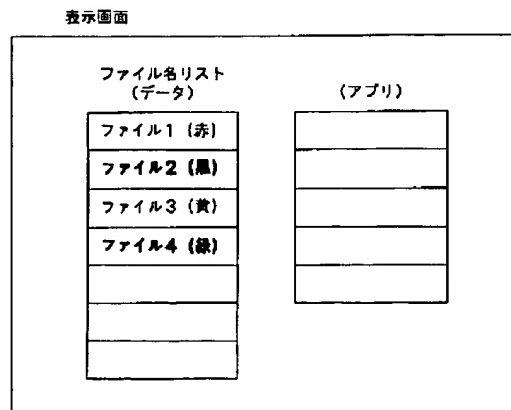 表示画面
ファイル名リスト
(データ)
(アプリ)
ファイル1 (赤)
ファイル2 (黒)
ファイル3 (黄)
ファイル4 (緑)